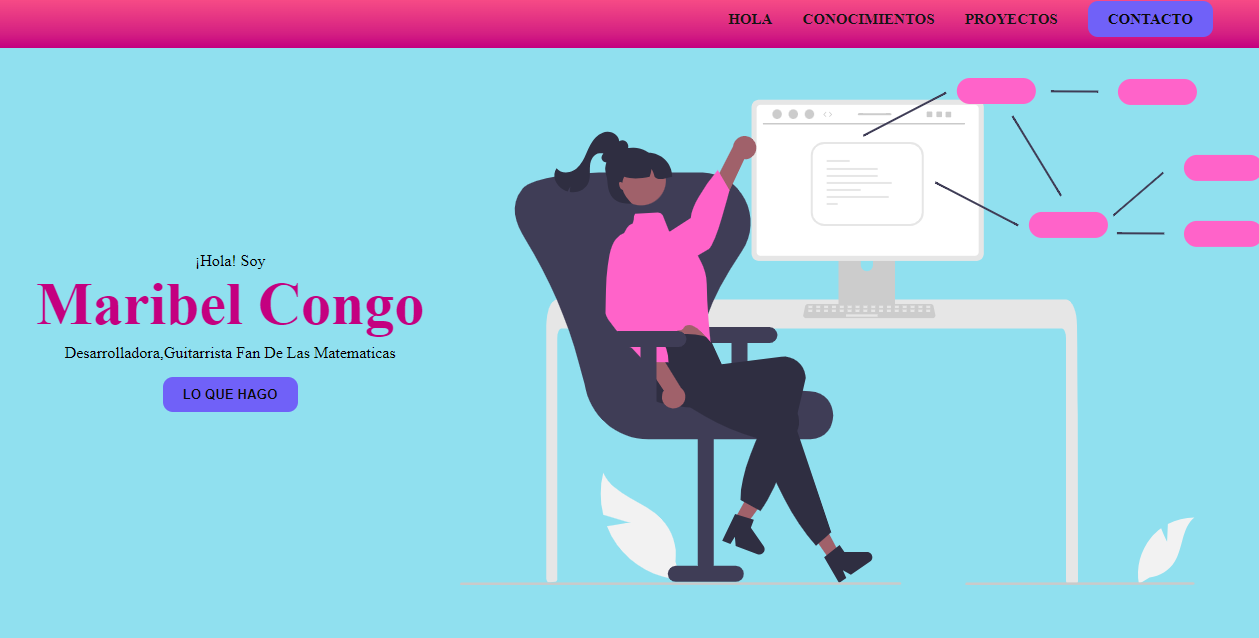 HOLA CONOCIMIENTOS PROYECTOS CONTACTO
¡Hola! Soy
Maribel Congo
Desarrolladora,Guitarrista Fan De Las Matematicas
LO QUE HAGO